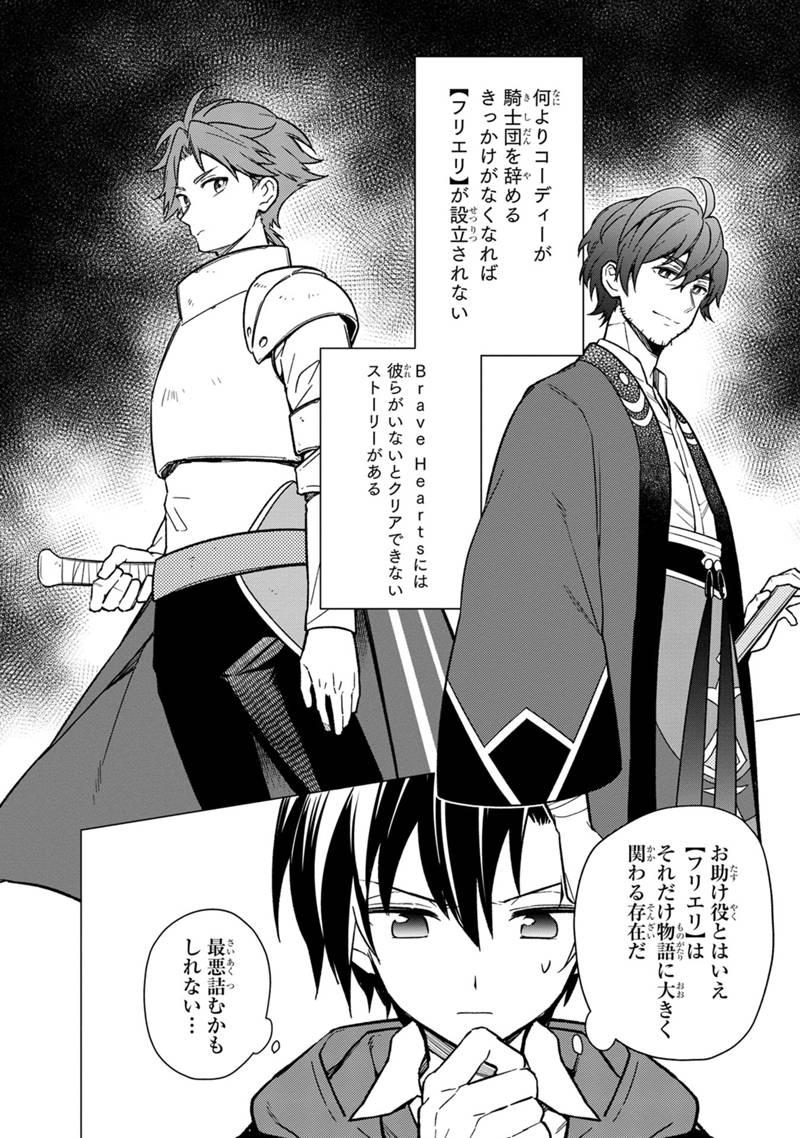 何よりコーディーが
騎士団を辞める
きっかけがなくなれば
【フリエリ】が設立されない
Brave Heartsには
彼らがいないとクリアできない
ストーリーがある
お助け役とはいえ
【フリエリ】は
それだけ物語に大きく
関わる存在だ
最悪詰むかも
しれない…